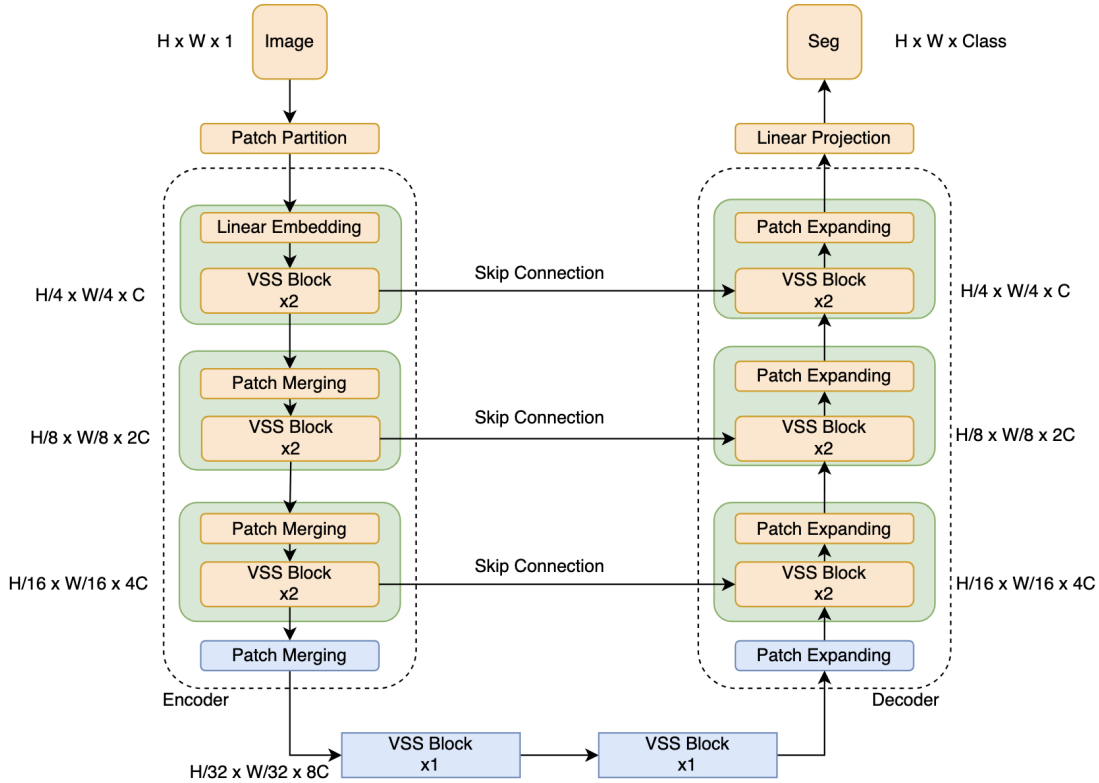 H x W x 1
Image
Seg
H x W x Class
Patch Partition
Linear Projection
Linear Embedding
Patch Expanding
VSS Block
x2
Skip Connection
VSS Block
x2
H/4 x W/4 x C
H/4 x W/4 x C
Patch Merging
Patch Expanding
VSS Block
x2
Skip Connection
VSS Block
x2
H/8 x W/8 x 2C
H/8 x W/8 x 2C
Patch Merging
Patch Expanding
VSS Block
x2
Skip Connection
VSS Block
x2
H/16 x W/16 x 4C
H/16 x W/16 x 4C
Patch Merging
Patch Expanding
Encoder
Decoder
H/32 x W/32 x 8C
VSS Block
x1
VSS Block
x1